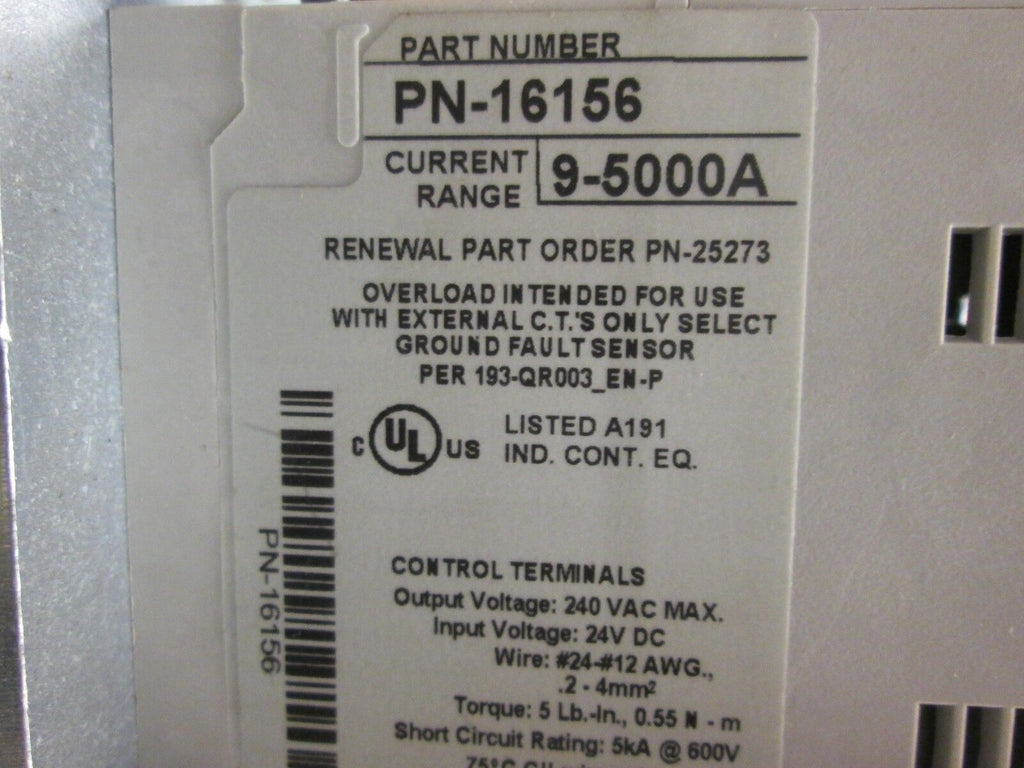 PART NUMBER
PN-16156
CURRENT
RANGE
9-5000A
RENEWAL PART ORDER PN-25273
OVERLOAD INTENDED FOR USE
WITH EXTERNAL C.T.'S ONLY SELECT
GROUND FAULT SENSOR
PER 193-QR003_EN-P
C UL US
LISTED A191
IND. CONT. EQ.
PN-16156
CONTROL TERMINALS
Output Voltage: 240 VAC MAX.
Input Voltage: 24V DC
Wire: #24-#12 AWG.,
.2 - 4mm²
Torque: 5 Lb.-In., 0.55 N - m
Short Circuit Rating: 5kA @ 600V
75°C